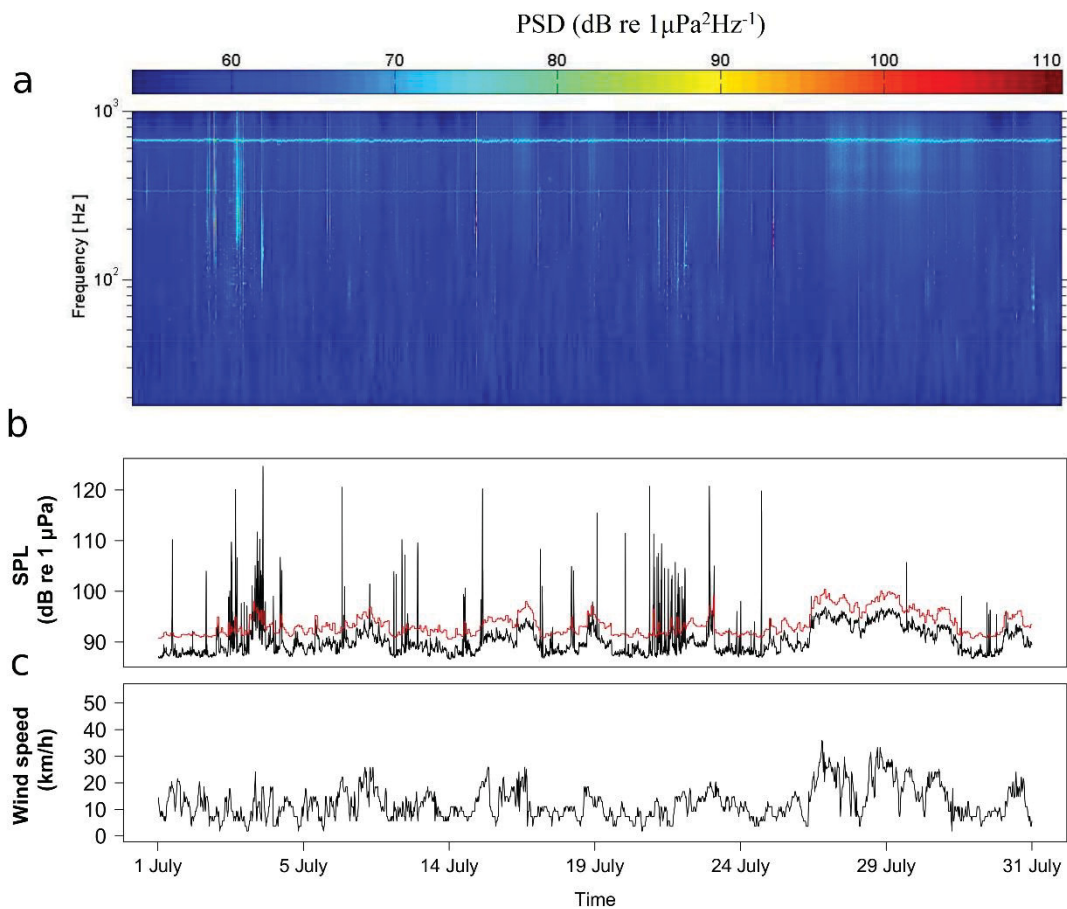 PSD (dB re 1μPa²Hz⁻¹)
a
60 70 80 90 100 110
10³
10²
Frequency [ Hz ]
b
120
110
100
90
SPL
(dB re 1 μPa)
c
50
40
30
20
10
0
Wind speed
(km/h)
1 July 5 July 14 July 19 July 24 July 29 July 31 July
Time